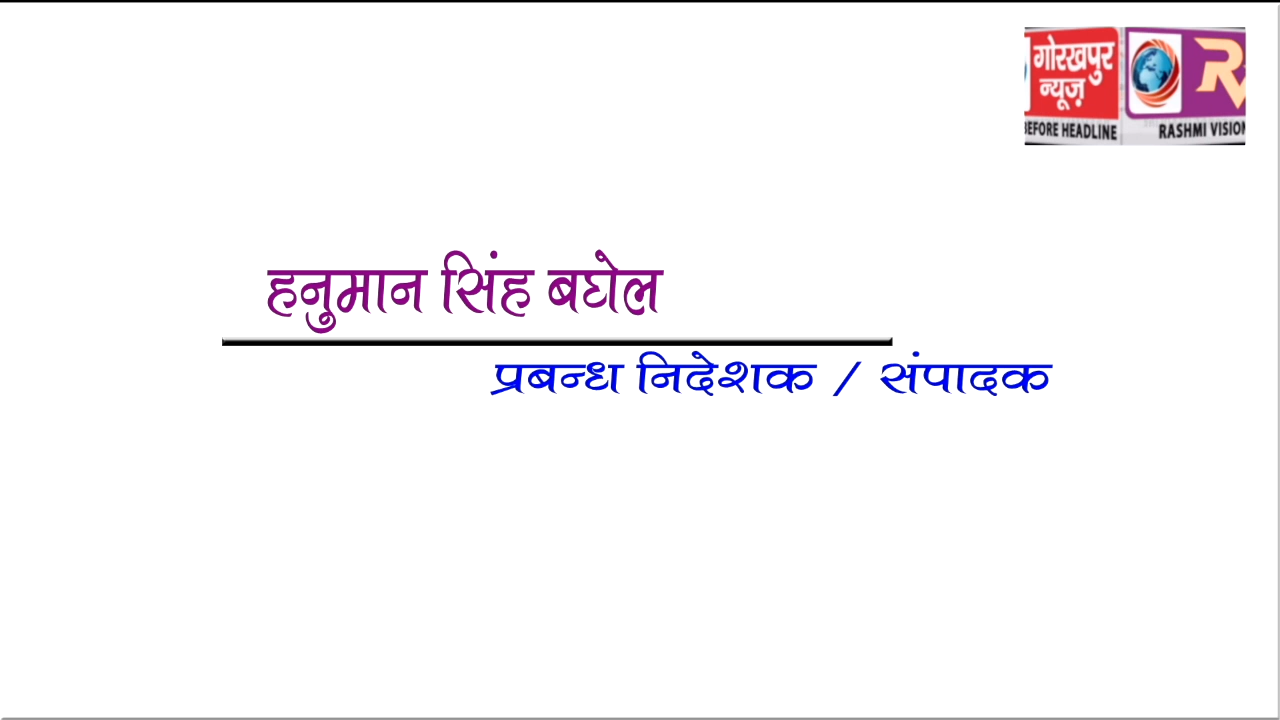 गोरखपुर
न्यूज़
BEFORE HEADLINE
RASHMI VISION
हनुमान सिंह बघेल
प्रबन्ध निदेशक / संपादक